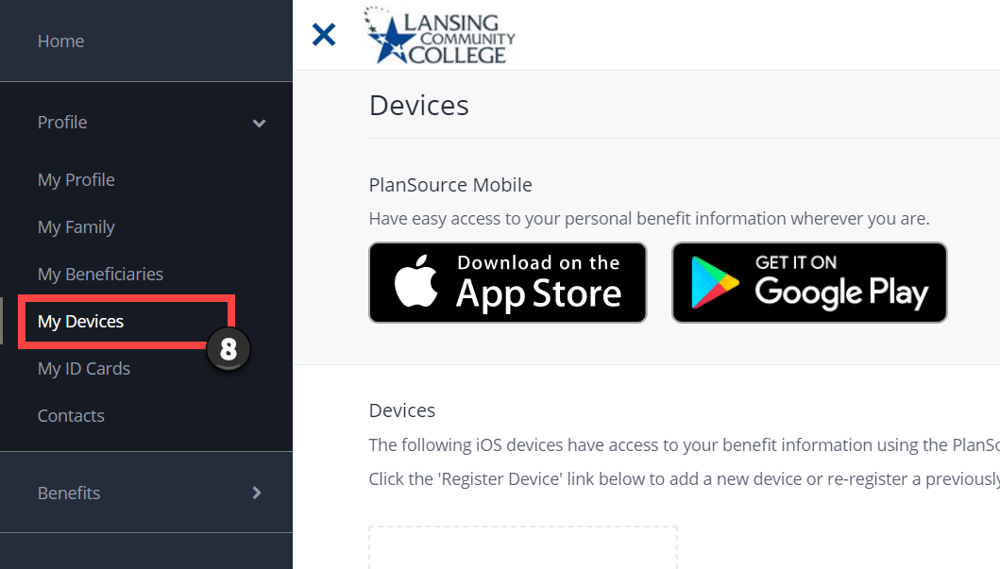 Home
Profile
My Profile
My Family
My Beneficiaries
My Devices
8
My ID Cards
Contacts
Benefits
LANSING
COMMUNITY
COLLEGE
Devices
PlanSource Mobile
Have easy access to your personal benefit information wherever you are.
Download on the
App Store
GET IT ON
Google Play
Devices
The following iOS devices have access to your benefit information using the
Click the 'Register Device' link below to add a new device or re-register a previously